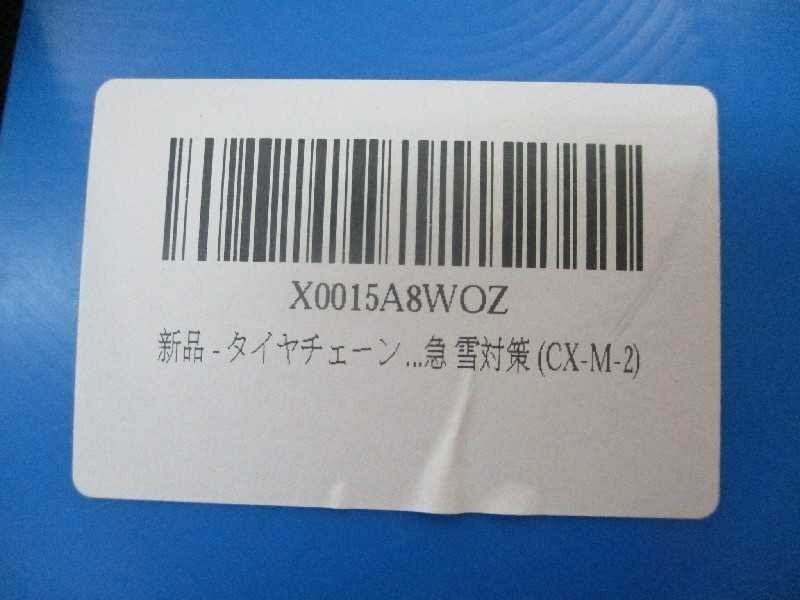 X0015A8WOZ
新品 - タイヤチェーン ...急 雪対策 (CX-M-2)